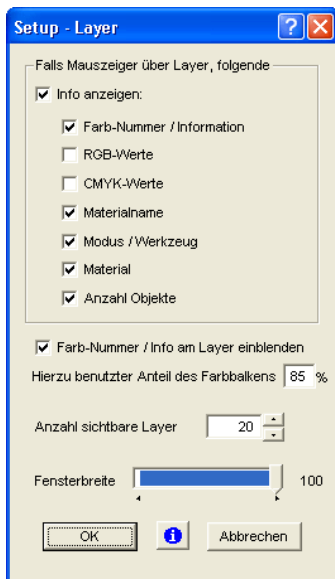 Setup - Layer
Falls Mauszeiger über Layer, folgende
Info anzeigen:
Farb-Nummer / Information
RGB-Werte
CMYK-Werte
Materialname
Modus / Werkzeug
Material
Anzahl Objekte
Farb-Nummer / Info am Layer einblenden
Hierzu benutzter Anteil des Farbbalkens 85 %
Anzahl sichtbare Layer 20
Fensterbreite 100
OK Abbrechen